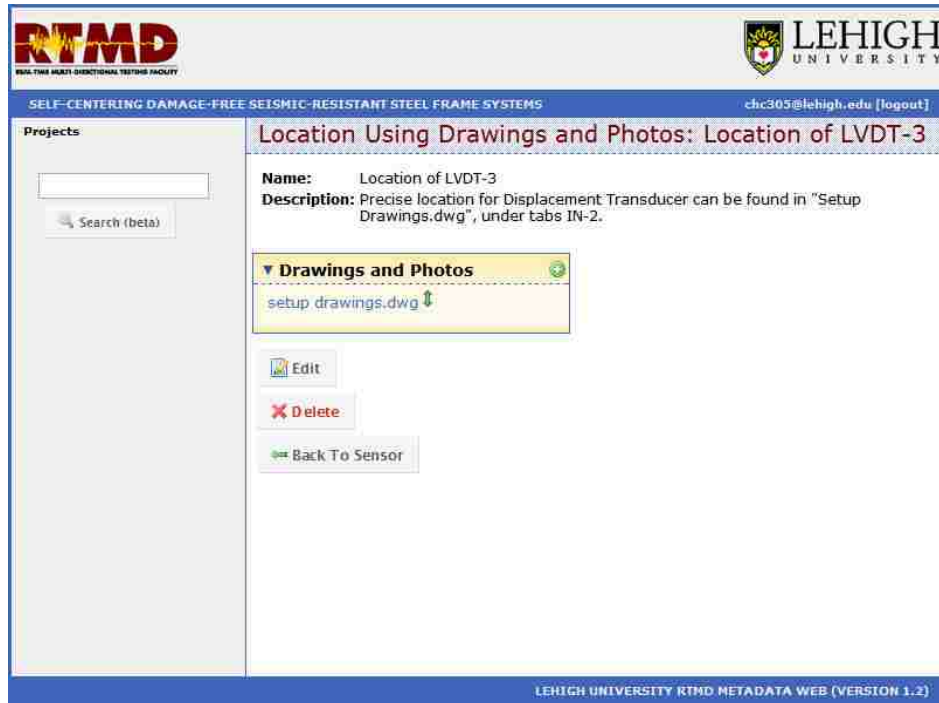 RTMD
REAL-TIME MULTI-DIRECTIONAL TESTING FACILITY
LEHIGH
UNIVERSITY
SELF-CENTERING DAMAGE-FREE SEISMIC-RESISTANT STEEL FRAME SYSTEMS
chc305@lehigh.edu [logout]
Projects
Search (beta)
Location Using Drawings and Photos: Location of LVDT-3
Name: Location of LVDT-3
Description: Precise location for Displacement Transducer can be found in "Setup
Drawings.dwg", under tabs IN-2.
Drawings and Photos
setup drawings.dwg
Edit
Delete
Back To Sensor
LEHIGH UNIVERSITY RTMD METADATA WEB (VERSION 1.2)